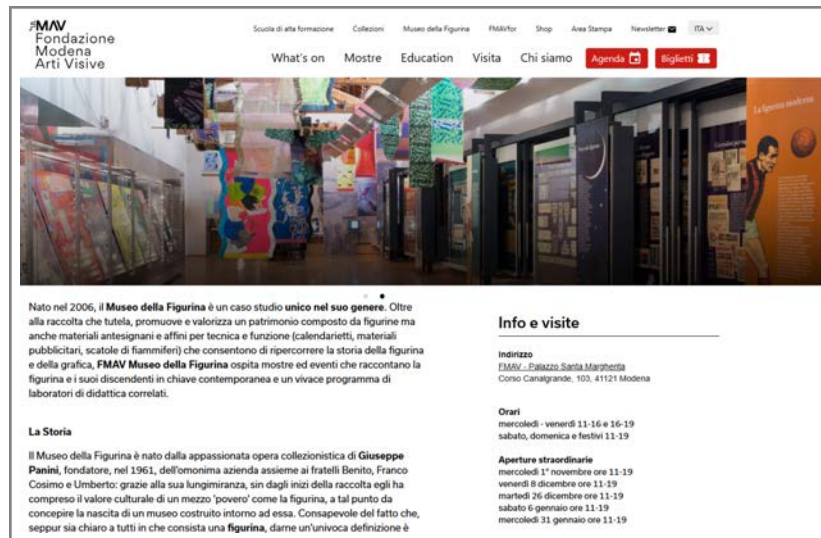 FMAV
Fondazione
Modena
Arti Visive
Scuola di alta formazione Collezioni Museo della Figurina FMAVfor Shop Area Stampa Newsletter ITA
What's on Mostre Education Visita Chi siamo Agenda Biglietti
La figurina moderna
Nato nel 2006, il Museo della Figurina è un caso studio unico nel suo genere. Oltre
alla raccolta che tutela, promuove e valorizza un patrimonio composto da figurine ma
anche materiali antesignani e affini per tecnica e funzione (calendarietti, materiali
pubblicitari, scatole di fiammiferi) che consentono di ripercorrere la storia della figurina
e della grafica, FMAV Museo della Figurina ospita mostre ed eventi che raccontano la
figurina e i suoi discendenti in chiave contemporanea e un vivace programma di
laboratori di didattica correlati.
La Storia
Il Museo della Figurina è nato dalla appassionata opera collezionistica di Giuseppe
Panini, fondatore, nel 1961, dell'omonima azienda assieme ai fratelli Benito, Franco
Cosimo e Umberto: grazie alla sua lungimiranza, sin dagli inizi della raccolta egli ha
compreso il valore culturale di un mezzo 'povero' come la figurina, a tal punto da
concepire la nascita di un museo costruito intorno ad essa. Consapevole del fatto che,
seppur sia chiaro a tutti in che consista una figurina, darne un'univoca definizione è
Info e visite
Indirizzo
FMAV - Palazzo Santa Margherita
Corso Canalgrande, 103, 41121 Modena
Orari
mercoledì - venerdì 11-16 e 16-19
sabato, domenica e festivi 11-19
Aperture straordinarie
mercoledì 1° novembre ore 11-19
venerdì 8 dicembre ore 11-19
martedì 26 dicembre ore 11-19
sabato 6 gennaio ore 11-19
mercoledì 31 gennaio ore 11-19